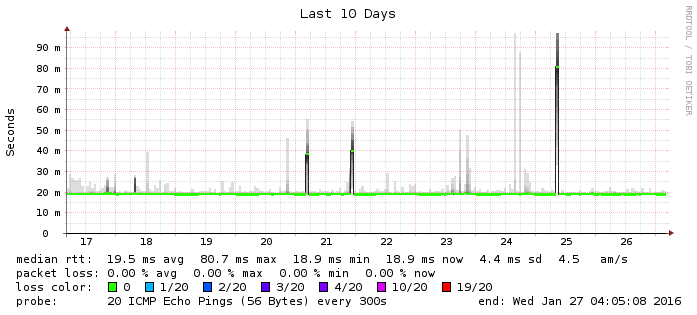 Last 10 Days
RRDTOOL / TOBI OETIKER
Seconds
90 m
80 m
70 m
60 m
50 m
40 m
30 m
20 m
10 m
0
17 18 19 20 21 22 23 24 25 26
median rtt: 19.5 ms avg 80.7 ms max 18.9 ms min 18.9 ms now 4.4 ms sd 4.5 am/s
packet loss: 0.00 % avg 0.00 % max 0.00 % min 0.00 % now
loss color: 0 1/20 2/20 3/20 4/20 10/20 19/20
probe: 20 ICMP Echo Pings (56 Bytes) every 300s end: Wed Jan 27 04:05:08 2016